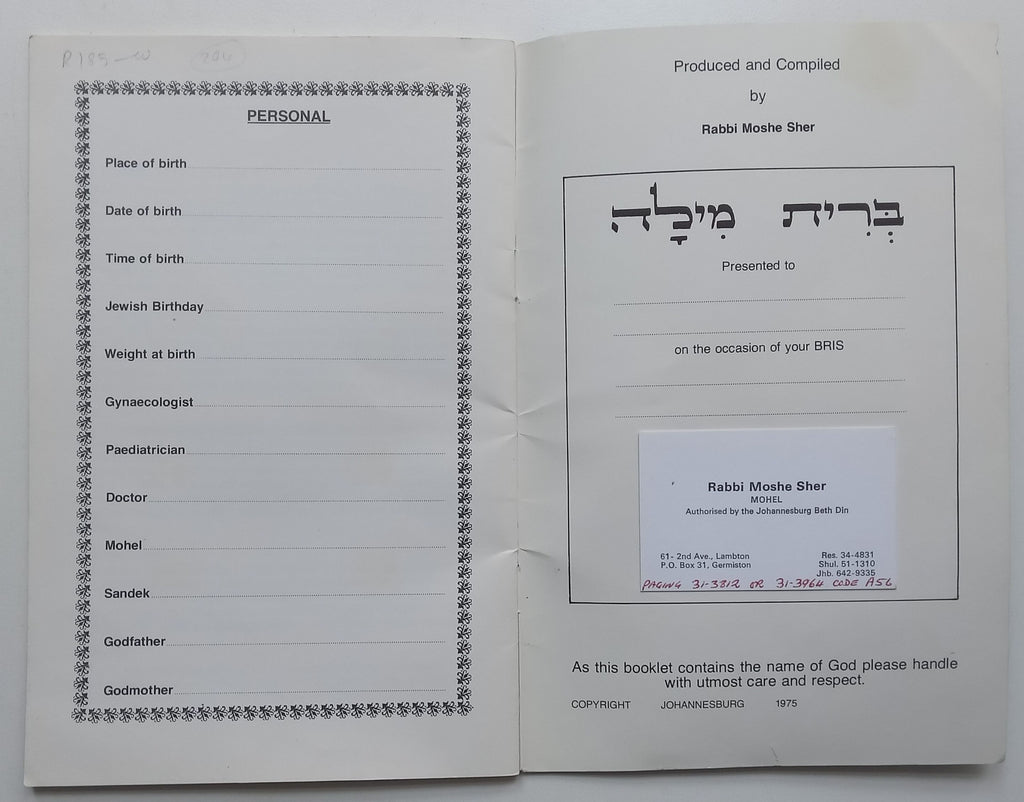 R185-00
PERSONAL
Place of birth
Date of birth
Time of birth
Jewish Birthday
Weight at birth
Gynaecologist
Paediatrician
Doctor
Mohel
Sandek
Godfather
Godmother
Produced and Compiled
by
Rabbi Moshe Sher
בְּרִית מִילָה
Presented to
on the occasion of your BRIS
Rabbi Moshe Sher
MOHEL
Authorised by the Johannesburg Beth Din
61- 2nd Ave., Lambton
P.O. Box 31, Germiston
Res. 34-4831
Shul. 51-1310
Jhb. 642-9335
PAGING 31-3812 OR 31-3964 CODE A56
As this booklet contains the name of God please handle
with utmost care and respect.
COPYRIGHT JOHANNESBURG 1975